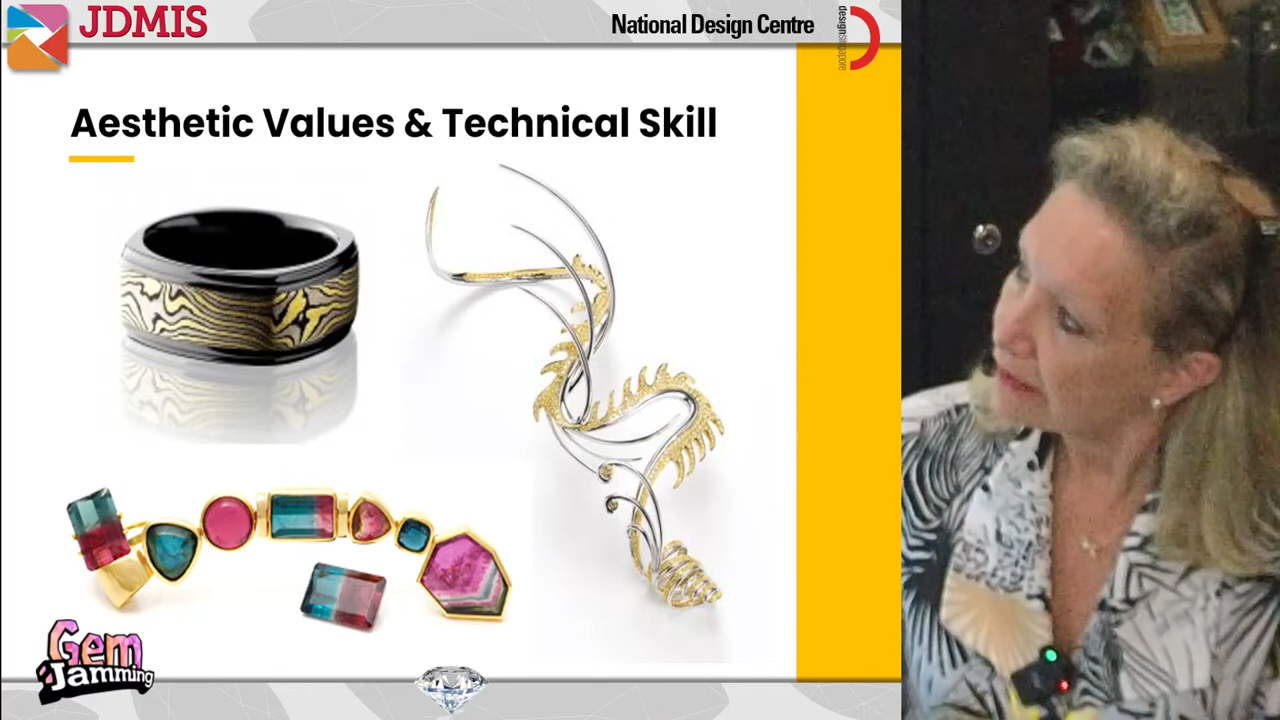 JDMIS
National Design Centre
designsingapore
Aesthetic Values & Technical Skill
Gem
Jamming